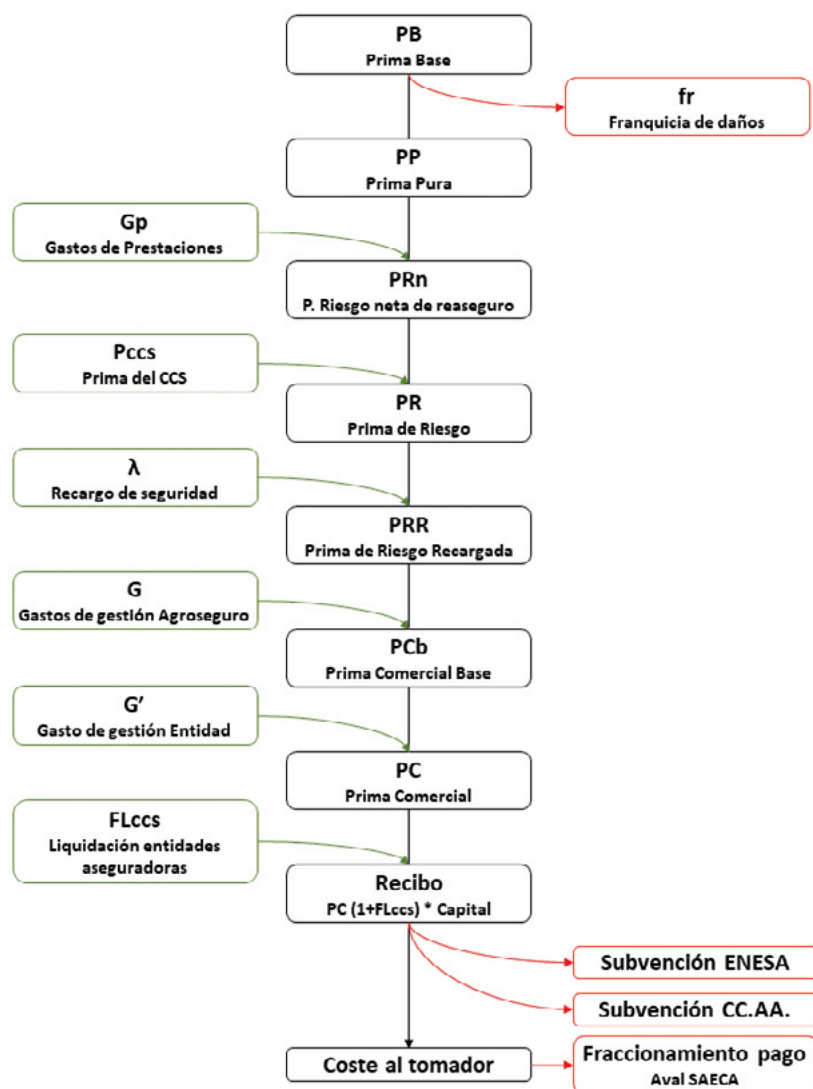 PB
Prima Base
fr
Franquicia de daños
PP
Prima Pura
Gp
Gastos de Prestaciones
PRn
P. Riesgo neta de reaseguro
Pccs
Prima del CCS
PR
Prima de Riesgo
λ
Recargo de seguridad
PRR
Prima de Riesgo Recargada
G
Gastos de gestión Agroseguro
PCb
Prima Comercial Base
G’
Gasto de gestión Entidad
PC
Prima Comercial
FLccs
Liquidación entidades
aseguradoras
Recibo
PC (1+FLccs) * Capital
Subvención ENESA
Subvención CC.AA.
Coste al tomador
Fraccionamiento pago
Aval SAECA